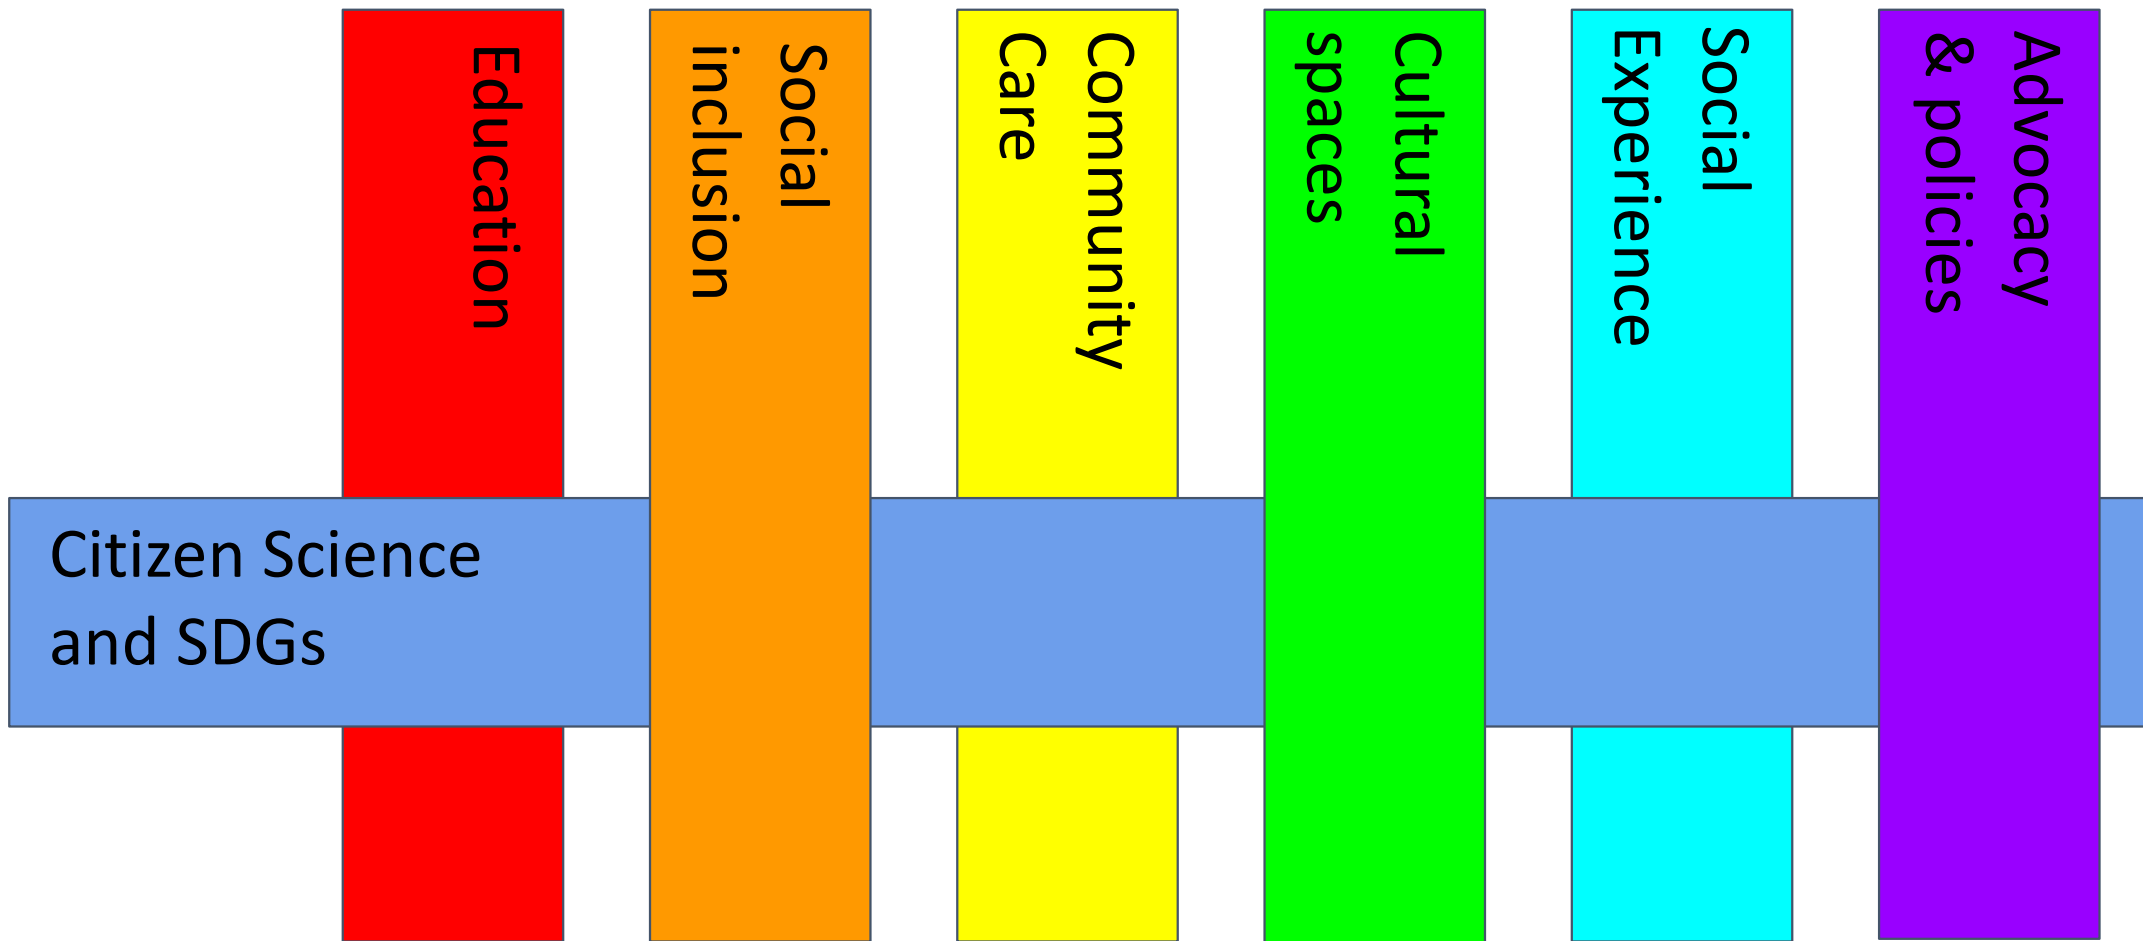 Education
Social
inclusion
Community
Care
Cultural
spaces
Social
Experience
Advocacy
& policies
Citizen Science
and SDGs